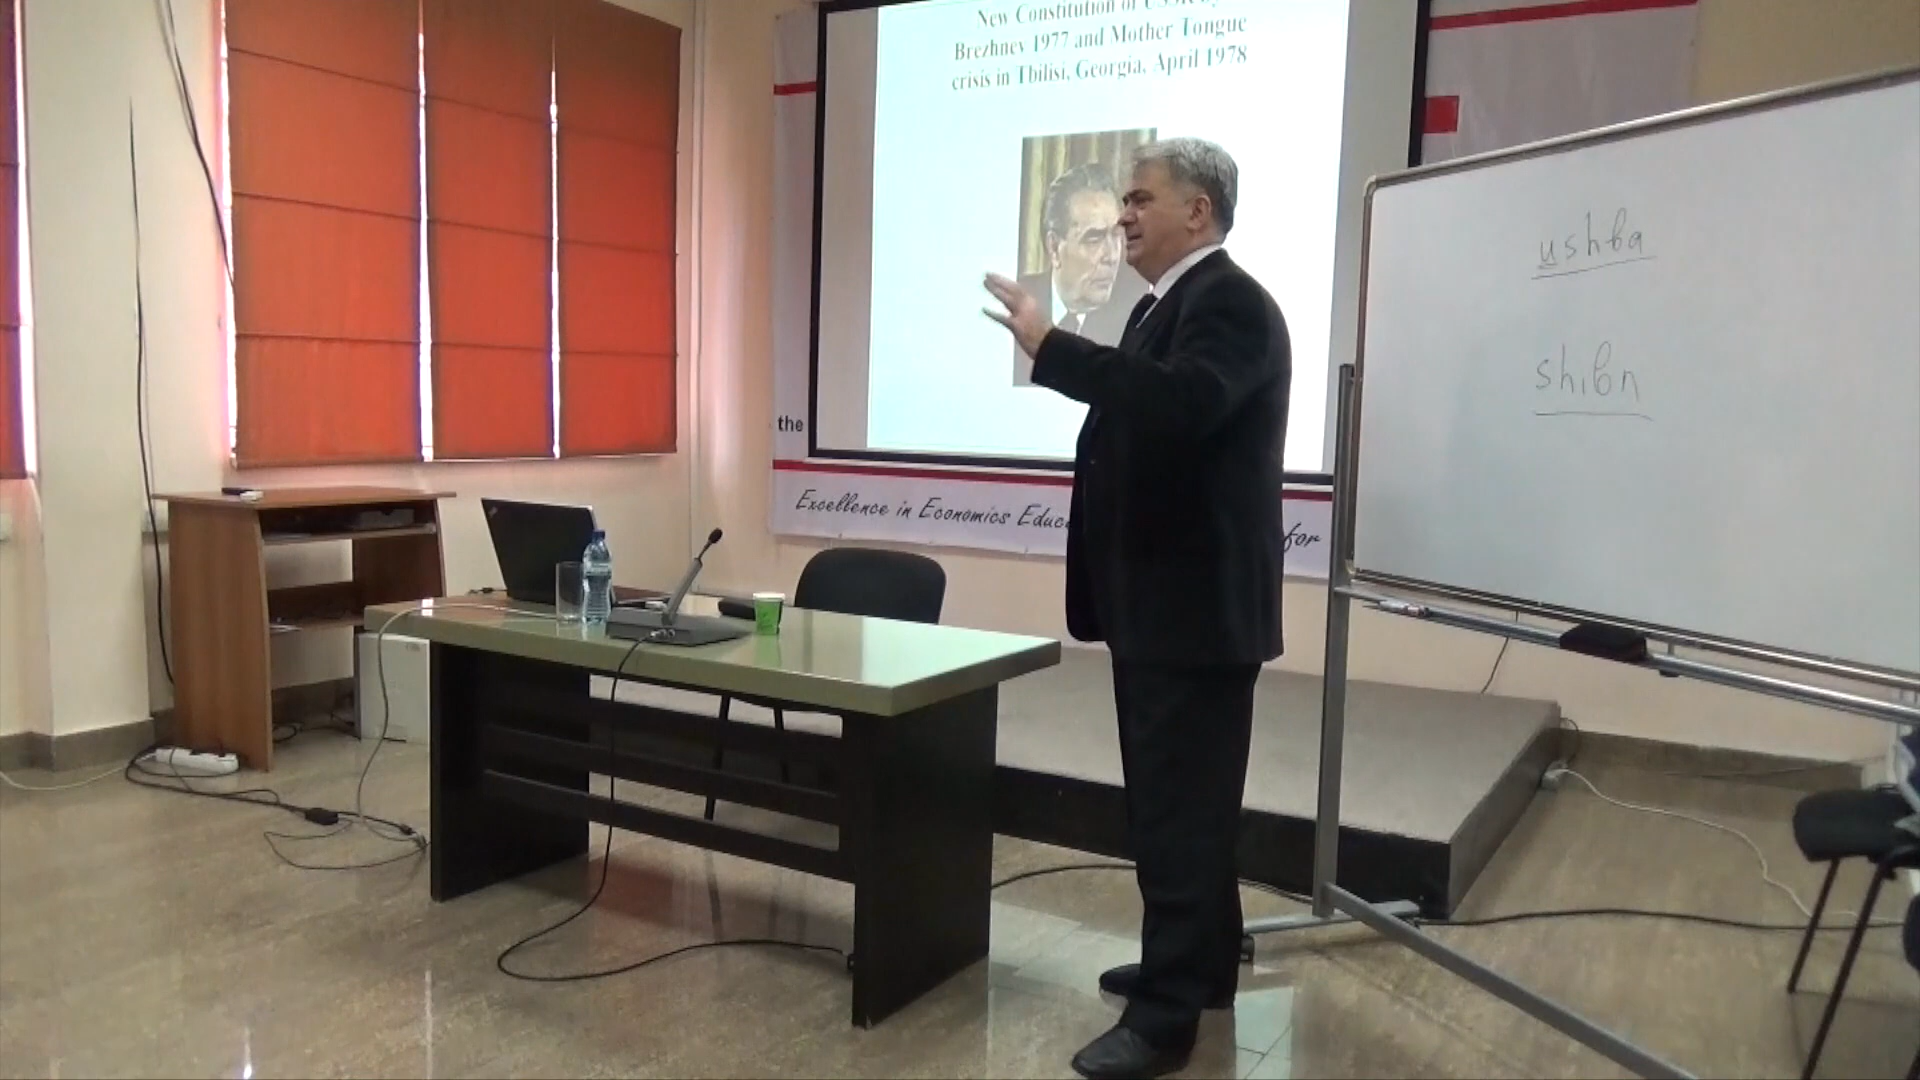 New Constitution of USSR by
Brezhnev 1977 and Mother Tongue
crisis in Tbilisi, Georgia, April 1978
ushba
shibn
the
Excellence in Economics for